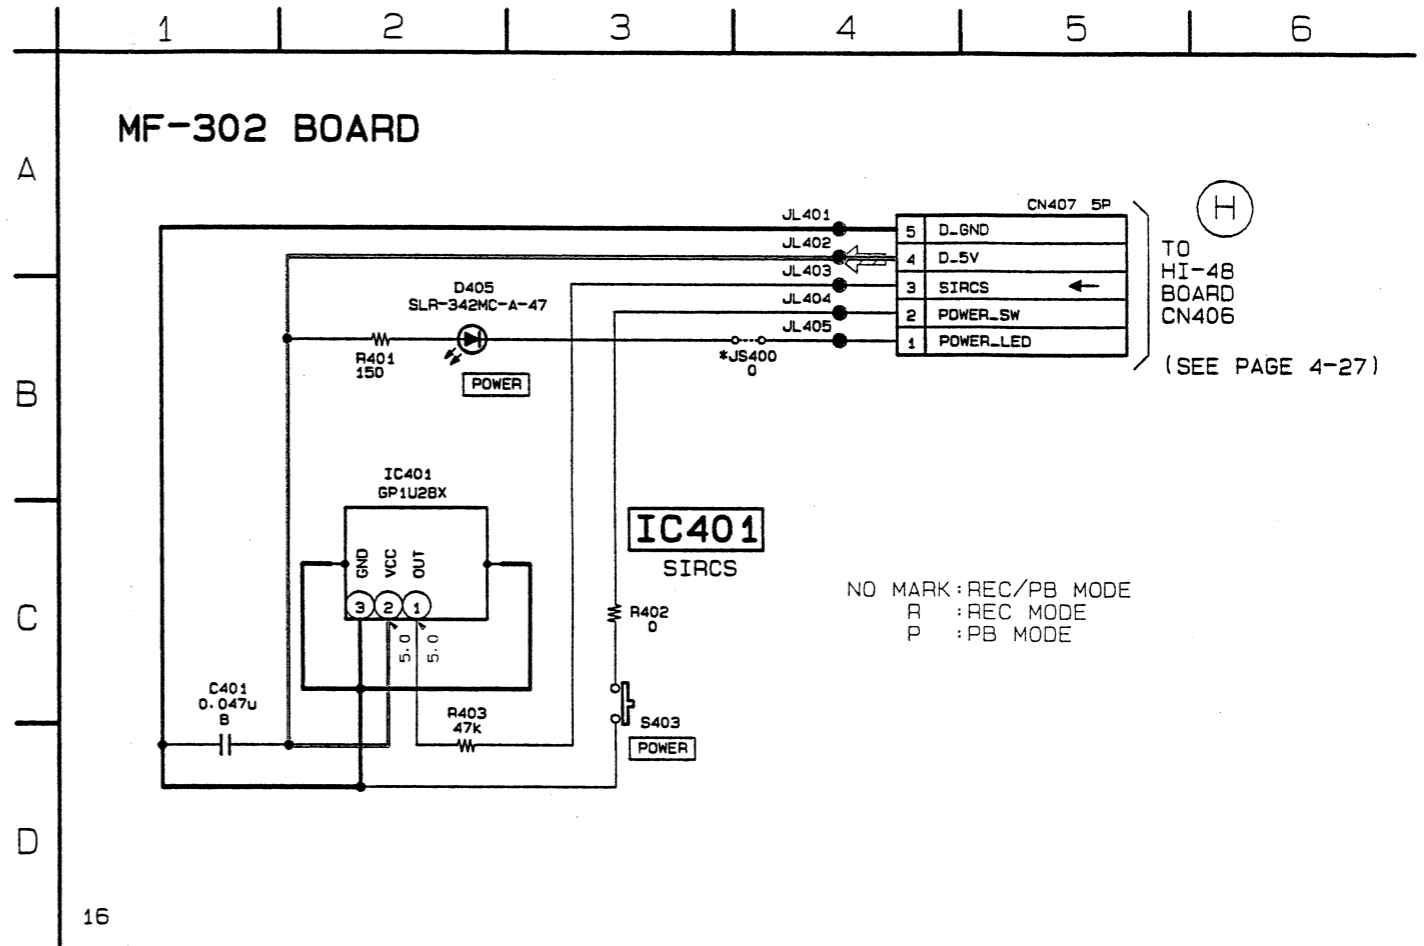 1 2 3 4 5 6
MF-302 BOARD
A
B
C
D
CN407 5P
H
JL401
JL402
JL403
JL404
JL405
5 D_GND
4 D_5V
3 SIRCS
2 POWER_SW
1 POWER_LED
TO
HI-48
BOARD
CN406
(SEE PAGE 4-27)
D405
SLR-342MC-A-47
R401
150
POWER
*JS400
0
IC401
GP1U28X
GND VCC OUT
3 2 1
5.0 5.0
IC401
SIRCS
R402
0
NO MARK:REC/PB MODE
R :REC MODE
P :PB MODE
C401
0.047u
B
R403
47k
S403
POWER
16